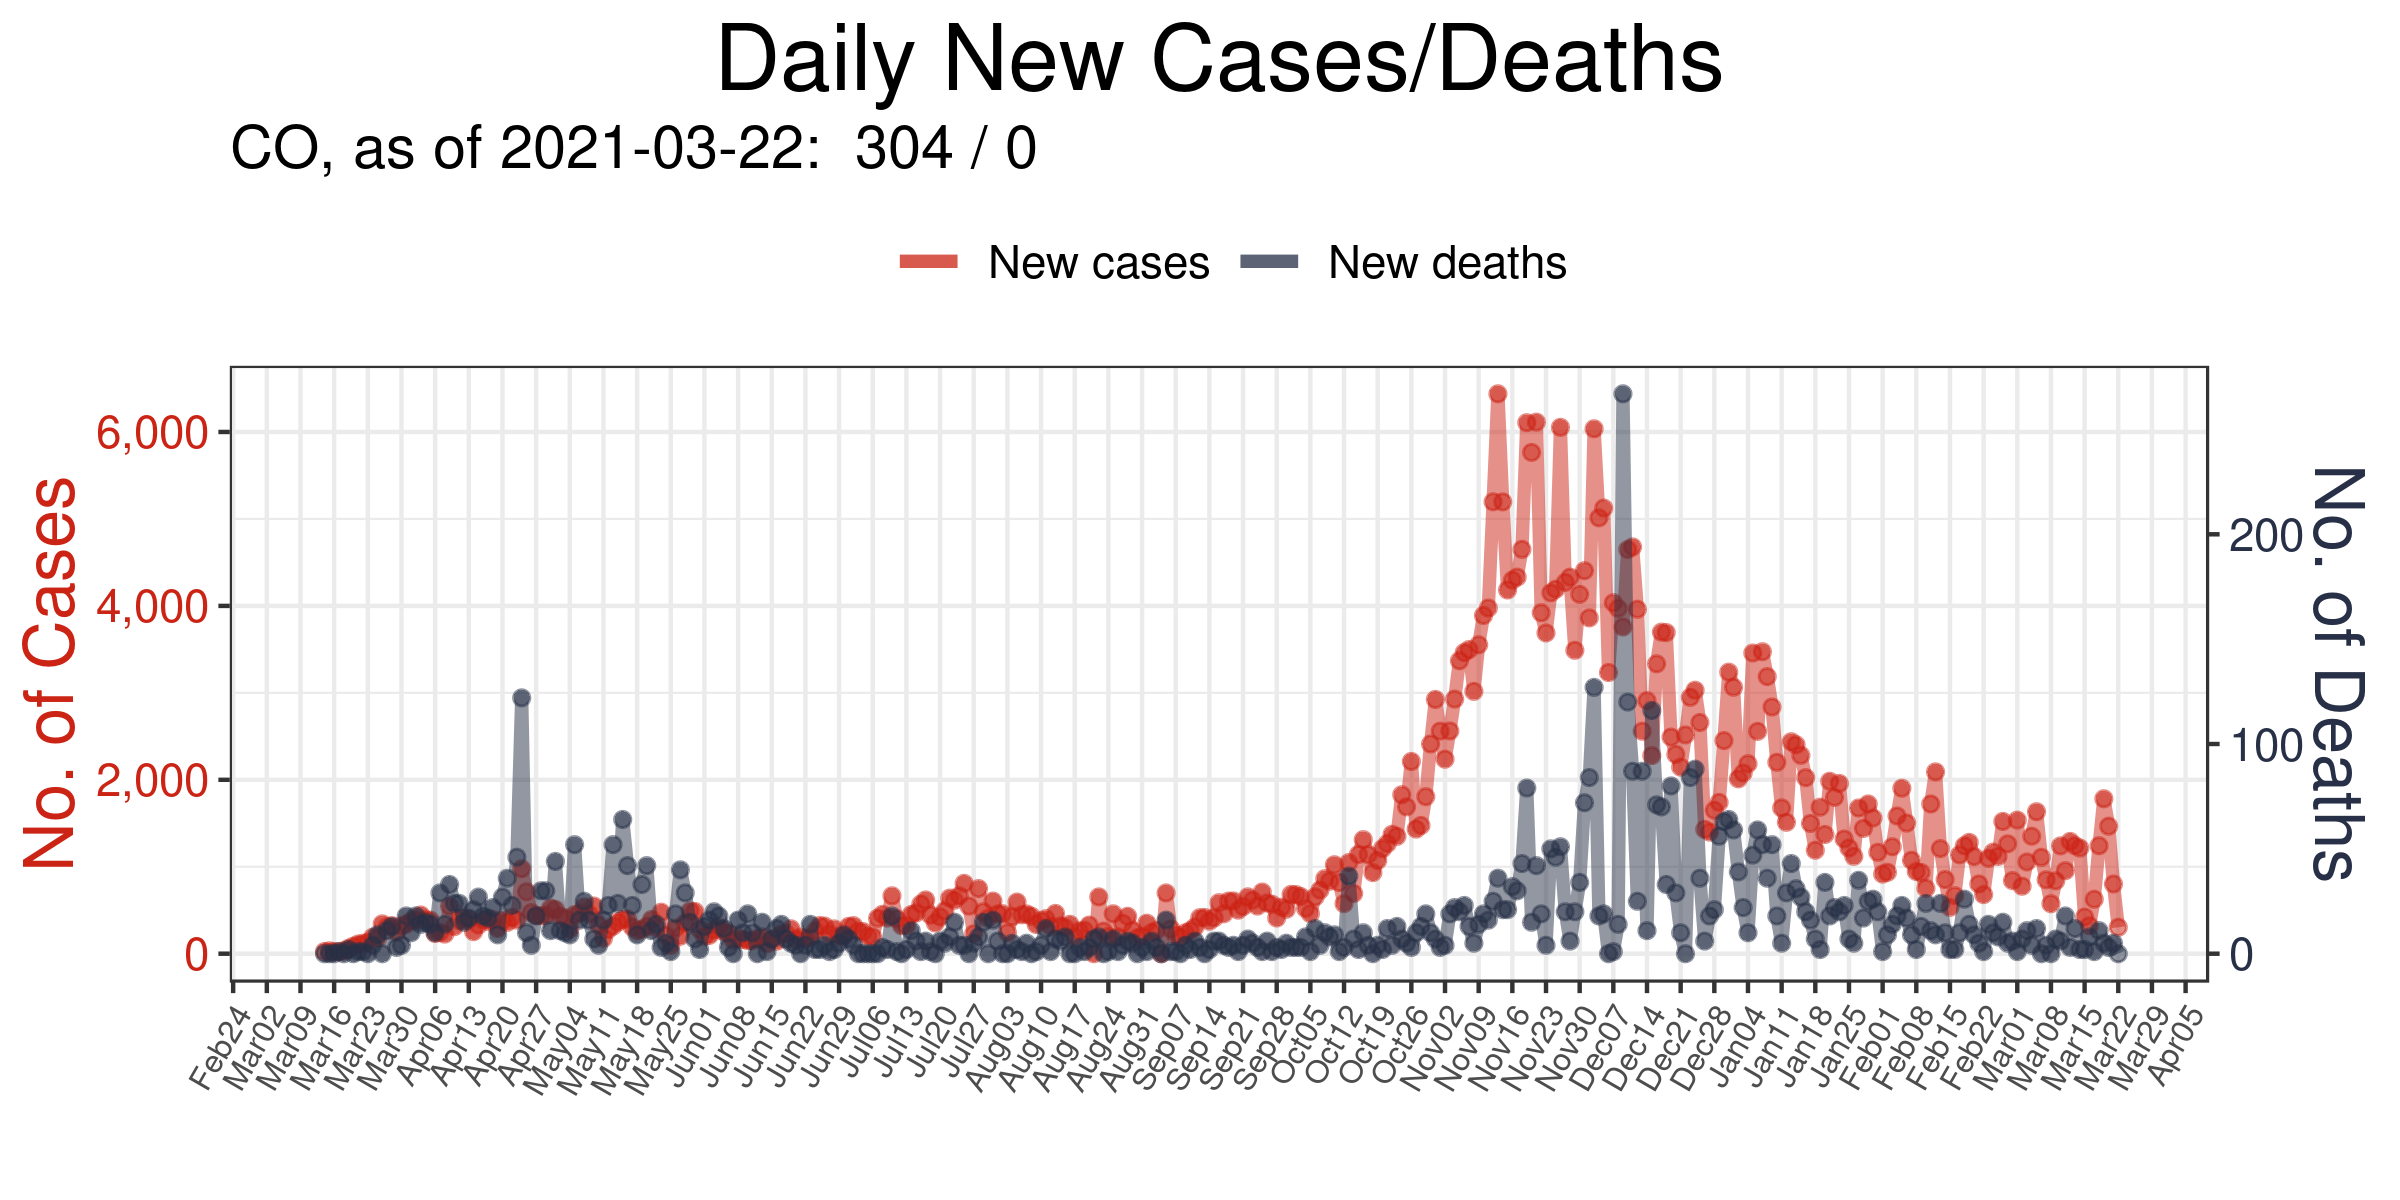 Daily New Cases/Deaths
CO, as of 2021-03-22: 304 / 0
New cases
New deaths
No. of Cases
6,000
4,000
2,000
0
200
100
0
No. of Deaths
Feb24
Mar02
Mar09
Mar16
Mar23
Mar30
Apr06
Apr13
Apr20
Apr27
May04
May11
May18
May25
Jun01
Jun08
Jun15
Jun22
Jun29
Jul06
Jul13
Jul20
Jul27
Aug03
Aug10
Aug17
Aug24
Aug31
Sep07
Sep14
Sep21
Sep28
Oct05
Oct12
Oct19
Oct26
Nov02
Nov09
Nov16
Nov23
Nov30
Dec07
Dec14
Dec21
Dec28
Jan04
Jan11
Jan18
Jan25
Feb01
Feb08
Feb15
Feb22
Mar01
Mar08
Mar15
Mar22
Mar29
Apr05